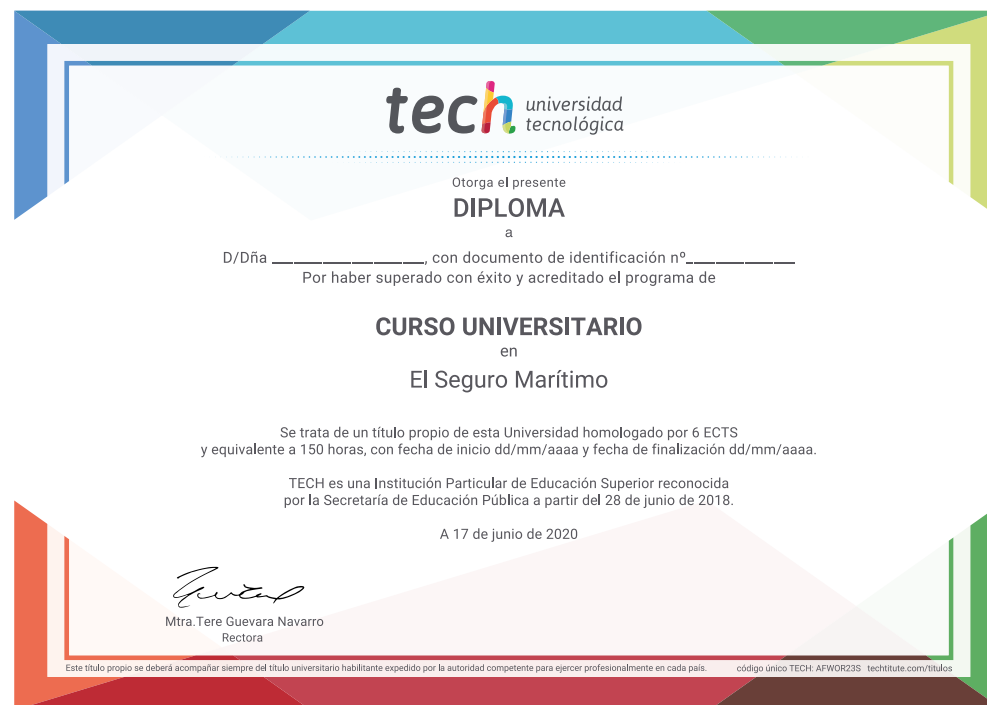 tech universidad
tecnológica
Otorga el presente
DIPLOMA
a
D/Dña ______________, con documento de identificación nº__________
Por haber superado con éxito y acreditado el programa de
CURSO UNIVERSITARIO
en
El Seguro Marítimo
Se trata de un título propio de esta Universidad homologado por 6 ECTS
y equivalente a 150 horas, con fecha de inicio dd/mm/aaaa y fecha de finalización dd/mm/aaaa.
TECH es una Institución Particular de Educación Superior reconocida
por la Secretaría de Educación Pública a partir del 28 de junio de 2018.
A 17 de junio de 2020
Mtra.Tere Guevara Navarro
Rectora
Este título propio se deberá acompañar siempre del título universitario habilitante expedido por la autoridad competente para ejercer profesionalmente en cada país. código único TECH: AFWOR23S techtitute.com/titulos